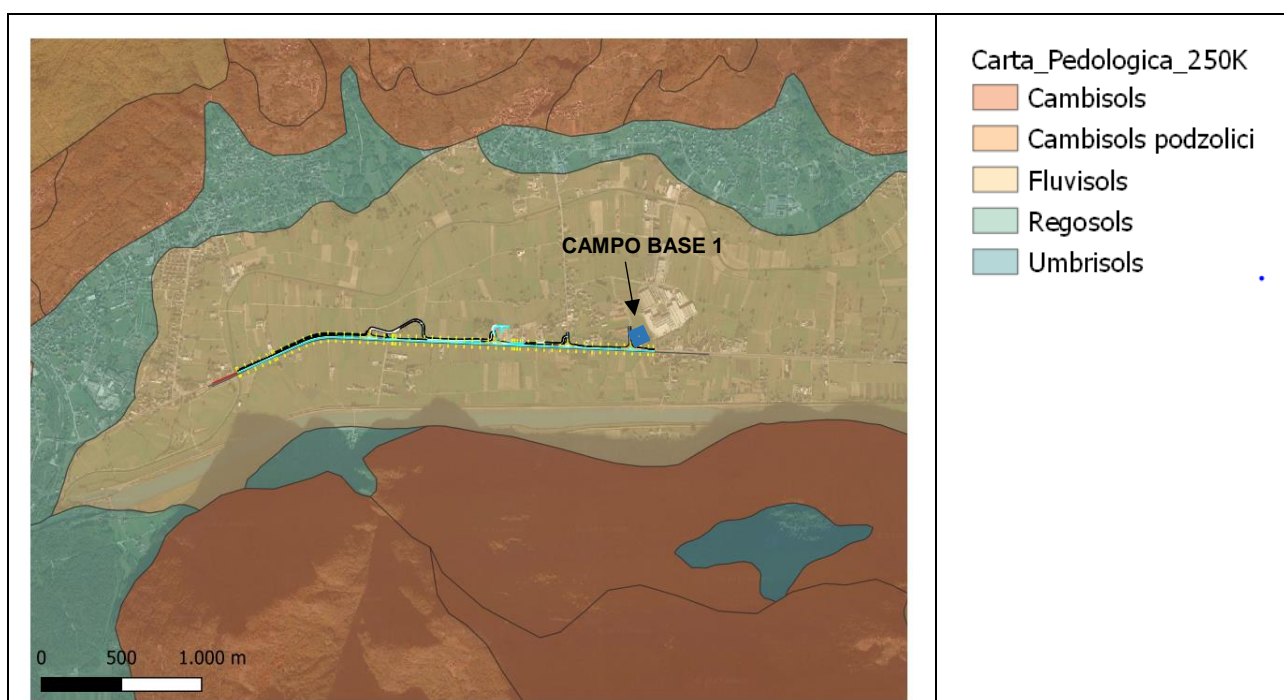 CAMPO BASE 1
0 500 1.000 m
Carta_Pedologica_250K
Cambisols
Cambisols podzolici
Fluvisols
Regosols
Umbrisols